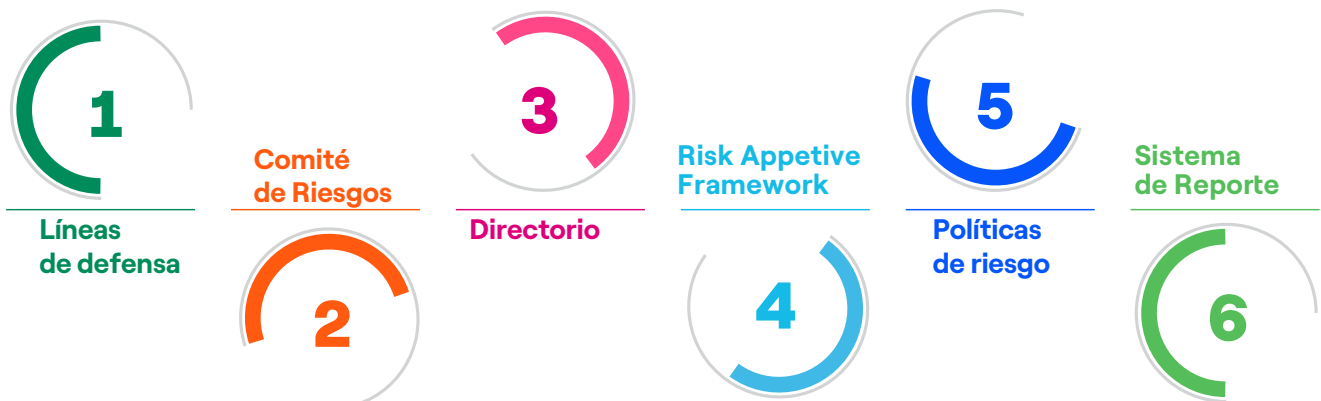 1
Líneas
de defensa
Comité
de Riesgos
2
3
Directorio
Risk Appetive
Framework
4
5
Políticas
de riesgo
Sistema
de Reporte
6